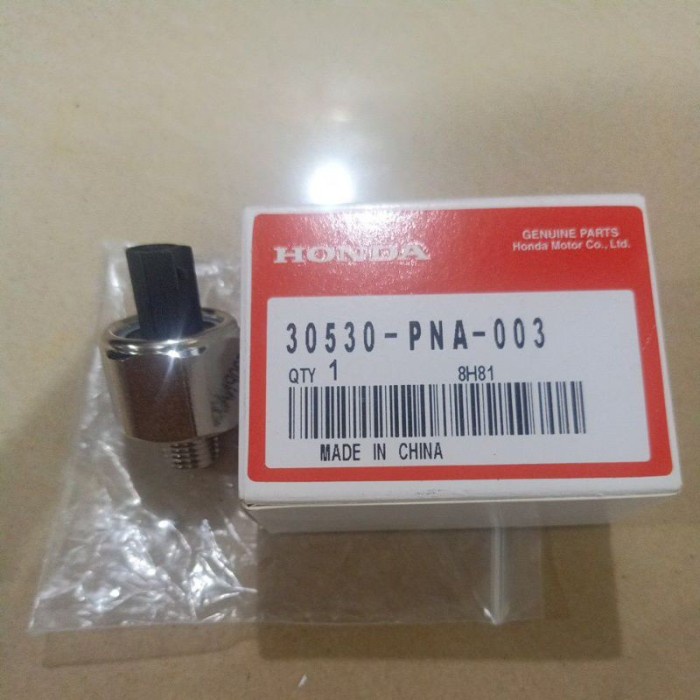 HONDA
GENUINE PARTS
Honda Motor Co., Ltd.
30530-PNA-003
QTY 1 8H81
MADE IN CHINA